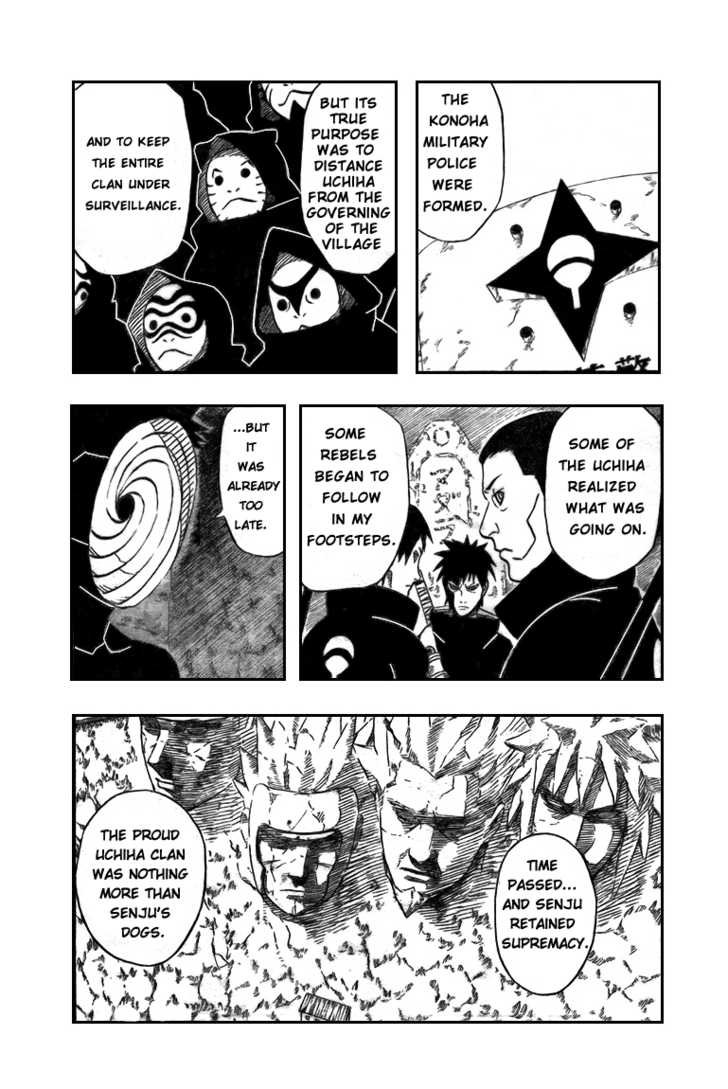 THE
KONOHA
MILITARY
POLICE
WERE
FORMED.
BUT ITS
TRUE
PURPOSE
WAS TO
DISTANCE
UCHIHA
FROM THE
GOVERNING
OF THE
VILLAGE
AND TO KEEP
THE ENTIRE
CLAN UNDER
SURVEILLANCE.
SOME OF
THE UCHIHA
REALIZED
WHAT WAS
GOING ON.
SOME
REBELS
BEGAN TO
FOLLOW
IN MY
FOOTSTEPS.
...BUT
IT
WAS
ALREADY
TOO
LATE.
TIME
PASSED...
AND SENJU
RETAINED
SUPREMACY.
THE PROUD
UCHIHA CLAN
WAS NOTHING
MORE THAN
SENJU'S
DOGS.